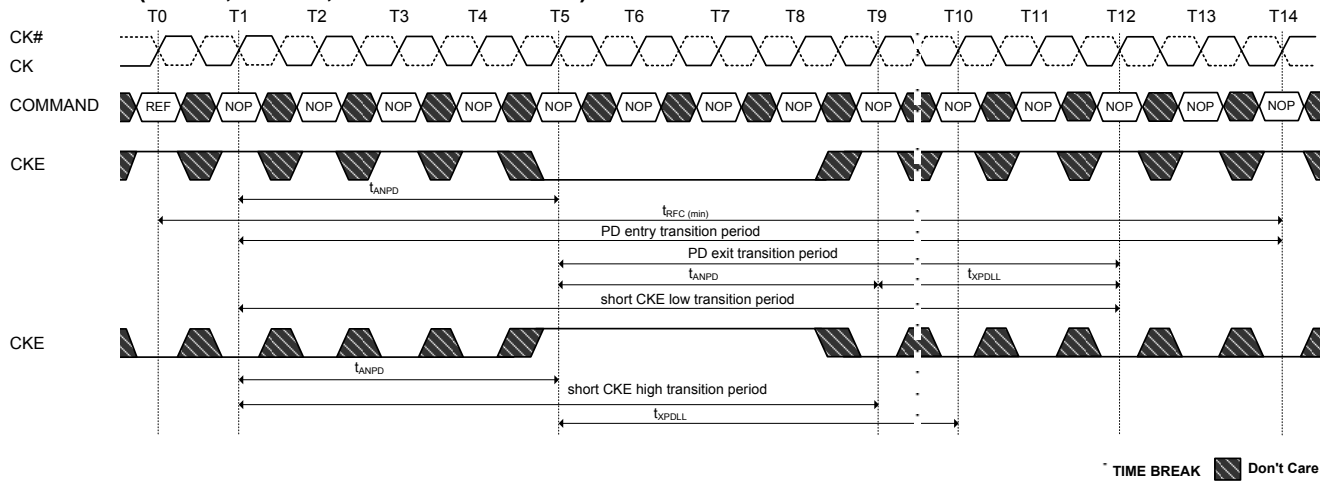 T0 T1 T2 T3 T4 T5 T6 T7 T8 T9 T10 T11 T12 T13 T14
CK#
CK
COMMAND REF NOP NOP NOP NOP NOP NOP NOP NOP NOP NOP NOP NOP NOP NOP
CKE
tANPD
tRFC (min)
PD entry transition period
PD exit transition period
tANPD tXPDLL
short CKE low transition period
CKE
tANPD
short CKE high transition period
tXPDLL
TIME BREAK Don't Care